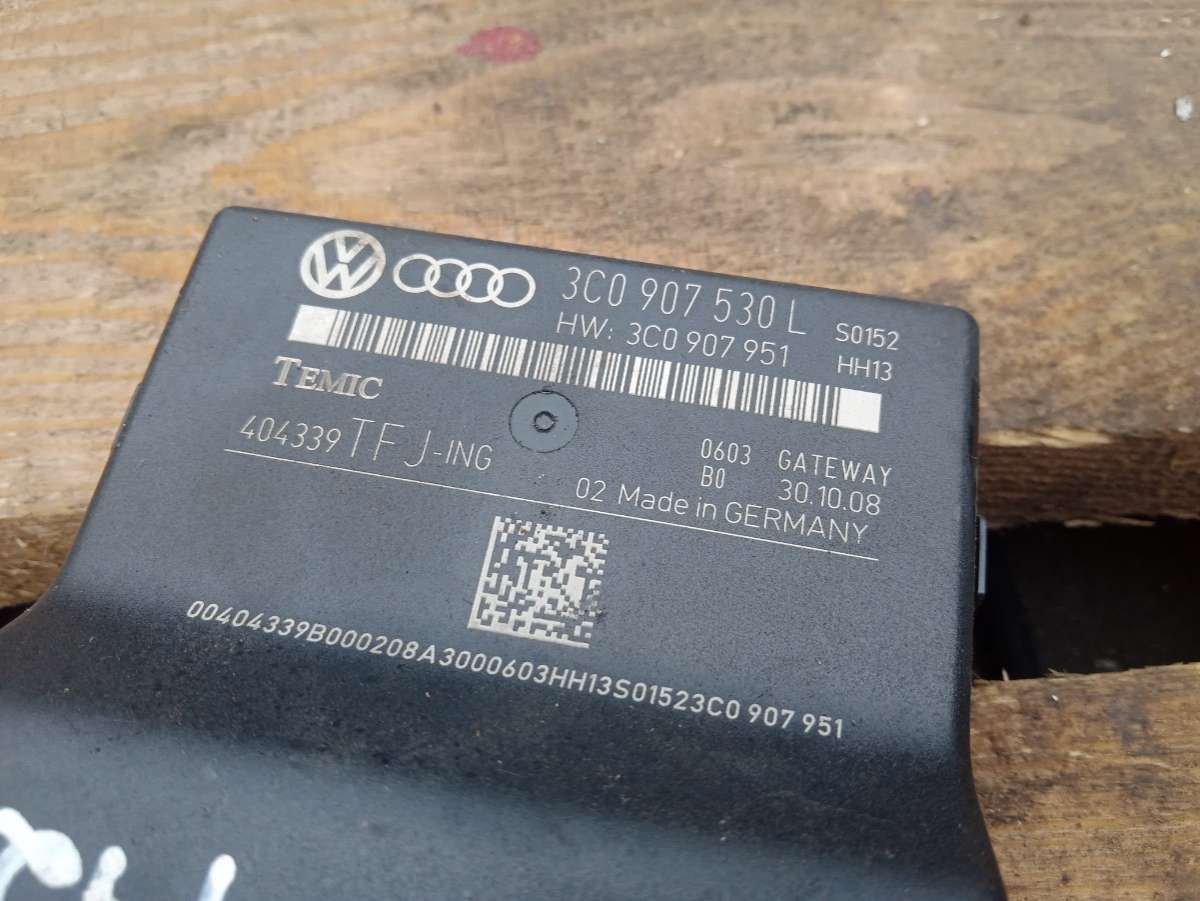 3C0 907 530 L
HW: 3C0 907 951
S0152
HH13
TEMIC
404339 TFJ-ING
0603 GATEWAY
B0 30.10.08
02 Made in GERMANY
00404339B000208A3000603HH13S01523C0 907 951